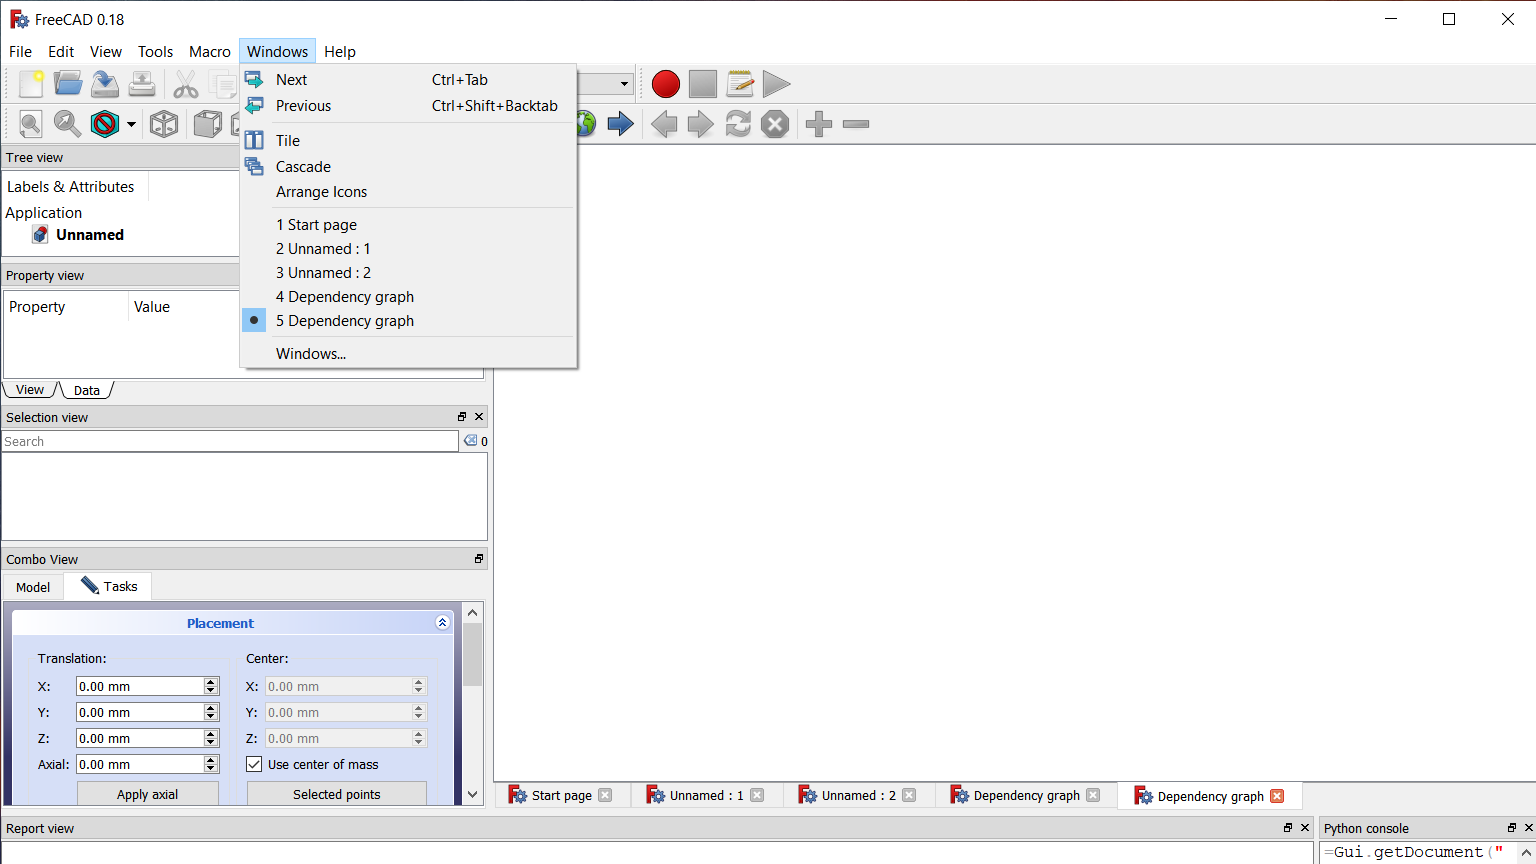 FreeCAD 0.18
File Edit View Tools Macro Windows Help
Next Ctrl+Tab
Previous Ctrl+Shift+Backtab
Tile
Cascade
Arrange Icons
1 Start page
2 Unnamed : 1
3 Unnamed : 2
4 Dependency graph
5 Dependency graph
Windows...
Tree view
Labels & Attributes
Application
Unnamed
Property view
Property Value
View Data
Selection view
Search 0
Combo View
Model Tasks
Placement
Translation: Center:
X: 0.00 mm X: 0.00 mm
Y: 0.00 mm Y: 0.00 mm
Z: 0.00 mm Z: 0.00 mm
Axial: 0.00 mm Use center of mass
Apply axial Selected points
Start page Unnamed : 1 Unnamed : 2 Dependency graph Dependency graph
Report view Python console
=Gui.getDocument("